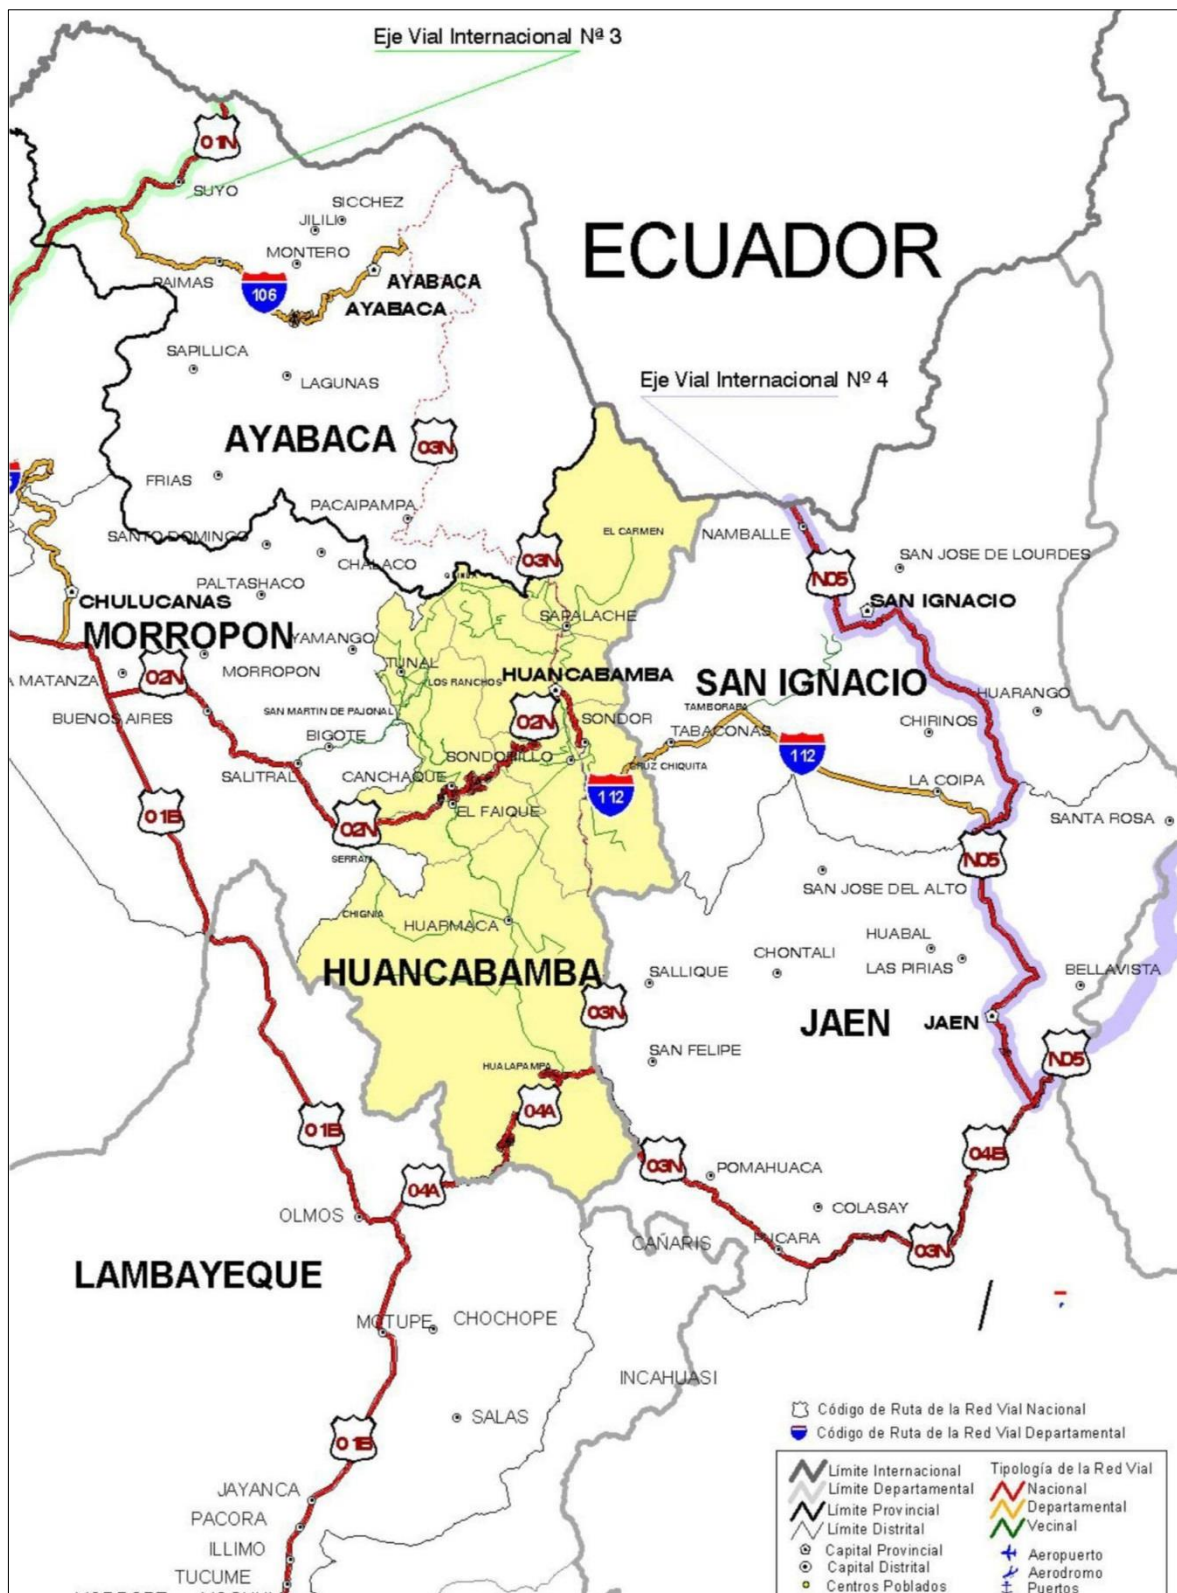 Eje Vial Internacional Nª 3
01N
SUYO
SICCHEZ
JILILI
MONTERO
ECUADOR
PAIMAS
106
AYABACA
AYABACA
SAPILLICA
LAGUNAS
Eje Vial Internacional Nº 4
AYABACA
03N
FRIAS
PACAIPAMPA
SANTO DOMINGO
CHALACO
03N
EL CARMEN
NAMBALLE
SAN JOSE DE LOURDES
N05
PALTASHACO
CHULUCANAS
SAPALACHE
SAN IGNACIO
MORROPON
YAMANGO
TUNAL
02N
MORROPON
LOS RANCHOS
HUANCABAMBA
SAN IGNACIO
A MATANZA
HUARANGO
BUENOS AIRES
SAN MARTIN DE PAJONAL
02N
SONDOR
TAMBORAPA
CHIRINOS
BIGOTE
TABACONAS
SALITRAL
CANCHAQUE
SONDORILLO
CRUZ CHIQUITA
112
112
LA COIPA
01B
EL FAIQUE
02N
SANTA ROSA
SERRAN
N05
SAN JOSE DEL ALTO
CHIGNIA
HUARMACA
HUABAL
CHONTALI
LAS PIRIAS
HUANCABAMBA
SALLIQUE
BELLAVISTA
03N
JAEN
JAEN
SAN FELIPE
HUALAPAMPA
N05
04A
01B
04B
03N
POMAHUACA
04A
COLASAY
OLMOS
CAÑARIS
PUCARA
03N
LAMBAYEQUE
MOTUPE
CHOCHOPE
INCAHUASI
SALAS
01B
JAYANCA
PACORA
ILLIMO
TUCUME
Código de Ruta de la Red Vial Nacional
Código de Ruta de la Red Vial Departamental
Límite Internacional
Límite Departamental
Límite Provincial
Límite Distrital
Capital Provincial
Capital Distrital
Centros Poblados
Tipología de la Red Vial
Nacional
Departamental
Vecinal
Aeropuerto
Aerodromo
Puertos